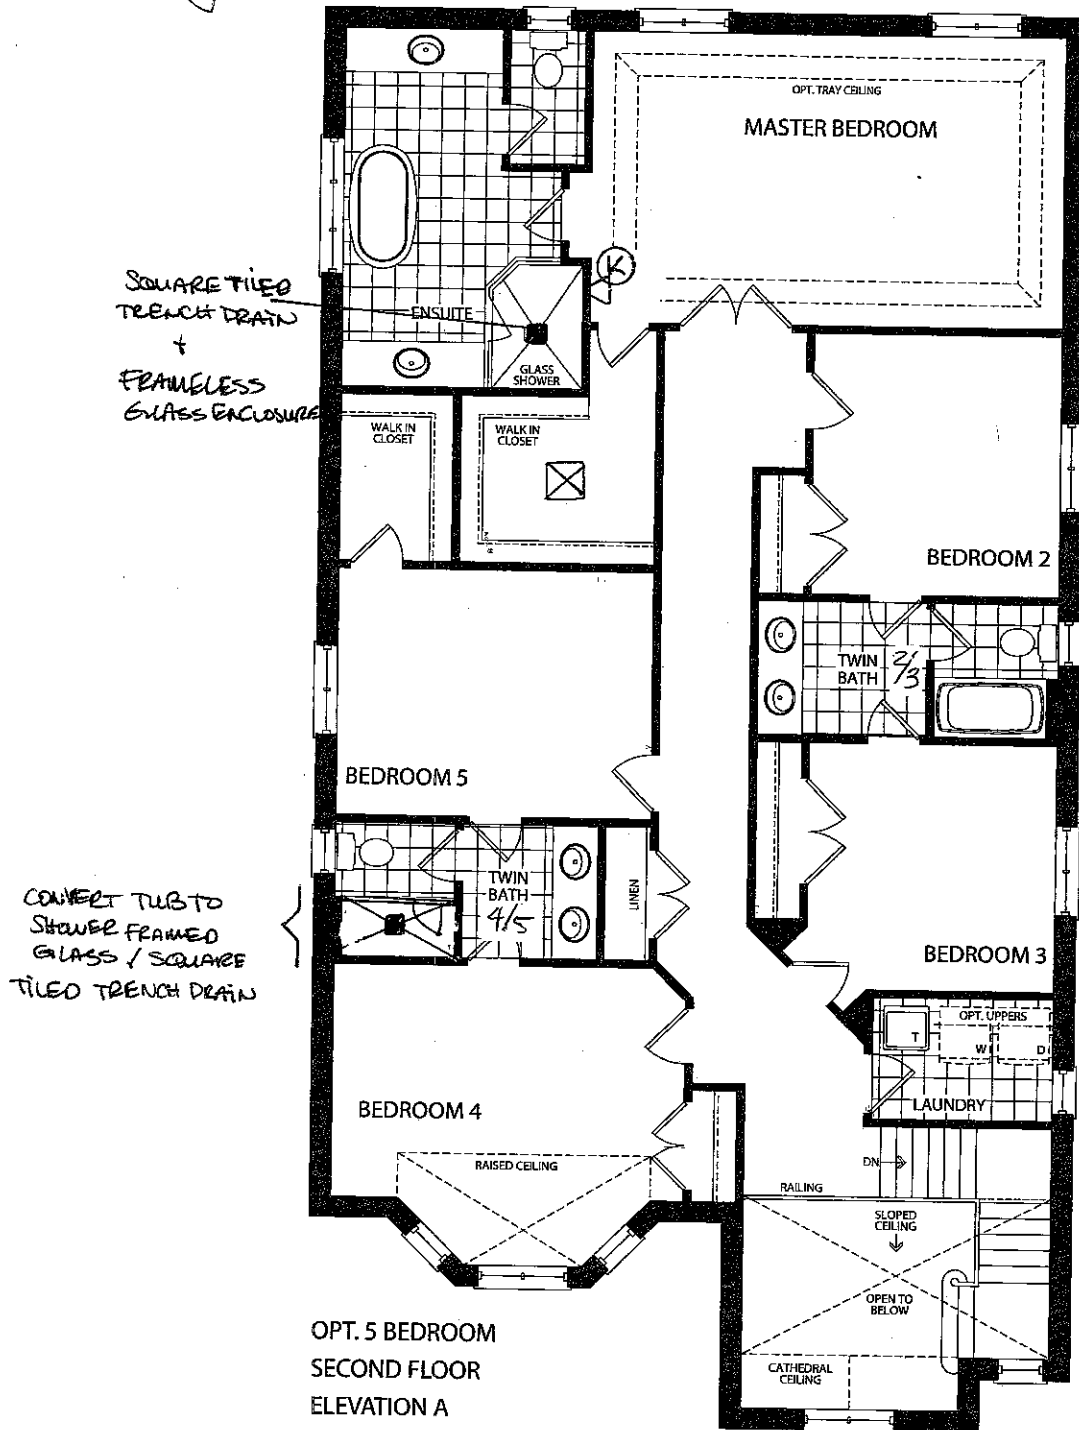 OPT. TRAY CEILING
MASTER BEDROOM
K
SQUARE TILED
TRENCH DRAIN
+
FRAMELESS
GLASS ENCLOSURE
ENSUITE
GLASS
SHOWER
WALK IN
CLOSET
WALK IN
CLOSET
BEDROOM 2
TWIN
BATH
2/3
BEDROOM 5
TWIN
BATH
4/5
LINEN
CONVERT TUB TO
SHOWER FRAMED
GLASS / SQUARE
TILED TRENCH DRAIN
BEDROOM 3
OPT. UPPERS
T
W
D
LAUNDRY
BEDROOM 4
RAISED CEILING
DN
RAILING
SLOPED
CEILING
OPEN TO
BELOW
CATHEDRAL
CEILING
OPT. 5 BEDROOM
SECOND FLOOR
ELEVATION A